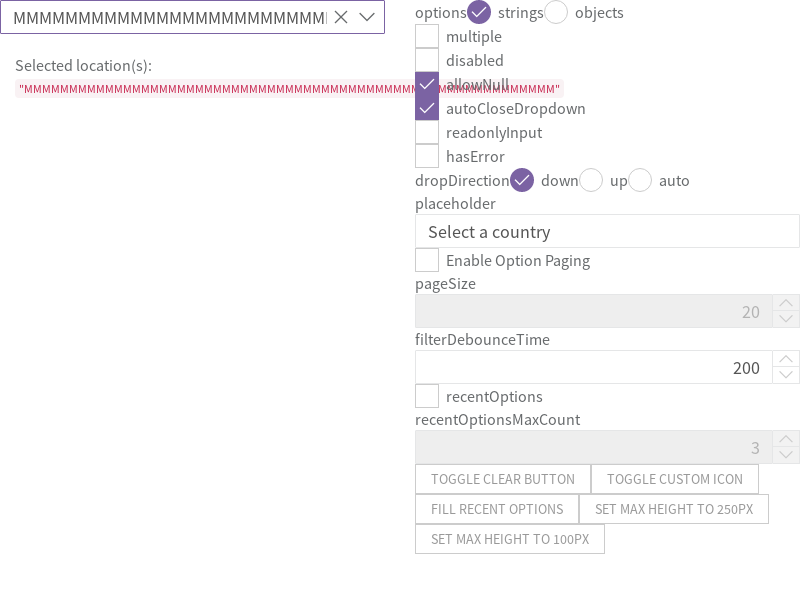 MMMMMMMMMMMMMMMMMMMMMMMM
Selected location(s):
"MMMMMMMMMMMMMMMMMMMMMMMMMMMMMMMMMMMMMMMMMMMMMMMMMMMMMMMMMMM"
options strings objects
multiple
disabled
allowNull
autoCloseDropdown
readonlyInput
hasError
dropDirection down up auto
placeholder
Select a country
Enable Option Paging
pageSize
20
filterDebounceTime
200
recentOptions
recentOptionsMaxCount
3
TOGGLE CLEAR BUTTON TOGGLE CUSTOM ICON
FILL RECENT OPTIONS SET MAX HEIGHT TO 250PX
SET MAX HEIGHT TO 100PX